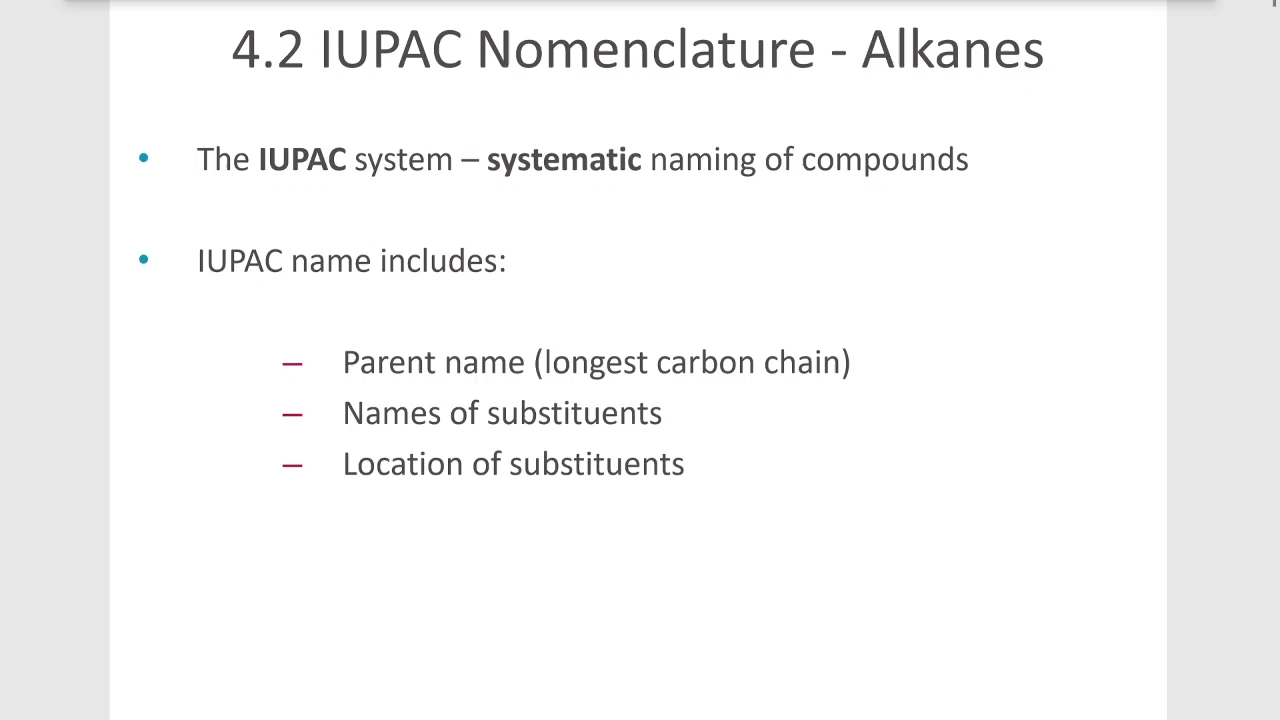 4.2 IUPAC Nomenclature - Alkanes
• The IUPAC system – systematic naming of compounds
• IUPAC name includes:
– Parent name (longest carbon chain)
– Names of substituents
– Location of substituents